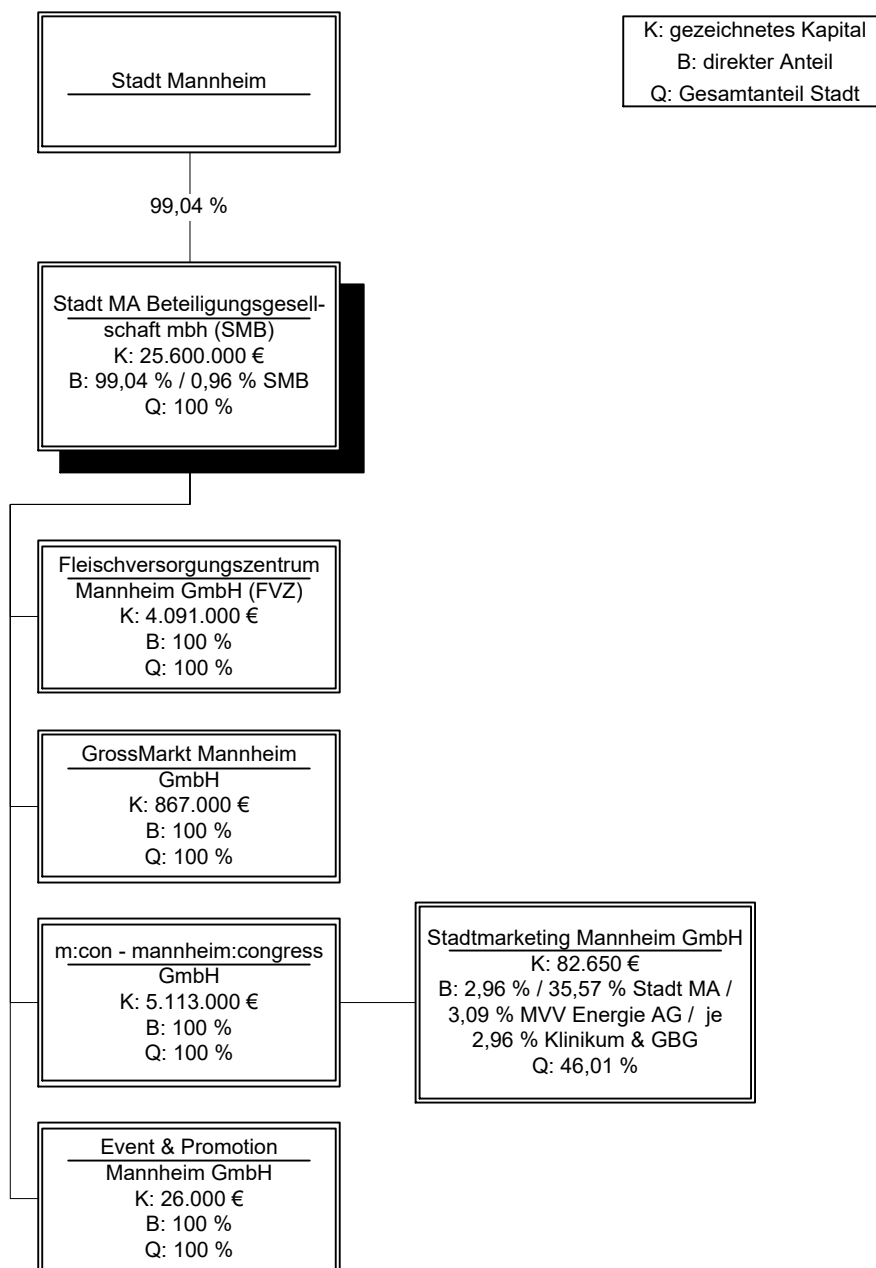 Stadt Mannheim
K: gezeichnetes Kapital
B: direkter Anteil
Q: Gesamtanteil Stadt
99,04 %
Stadt MA Beteiligungsgesell-
schaft mbh (SMB)
K: 25.600.000 €
B: 99,04 % / 0,96 % SMB
Q: 100 %
Fleischversorgungszentrum
Mannheim GmbH (FVZ)
K: 4.091.000 €
B: 100 %
Q: 100 %
GrossMarkt Mannheim
GmbH
K: 867.000 €
B: 100 %
Q: 100 %
m:con - mannheim:congress
GmbH
K: 5.113.000 €
B: 100 %
Q: 100 %
Stadtmarketing Mannheim GmbH
K: 82.650 €
B: 2,96 % / 35,57 % Stadt MA /
3,09 % MVV Energie AG / je
2,96 % Klinikum & GBG
Q: 46,01 %
Event & Promotion
Mannheim GmbH
K: 26.000 €
B: 100 %
Q: 100 %